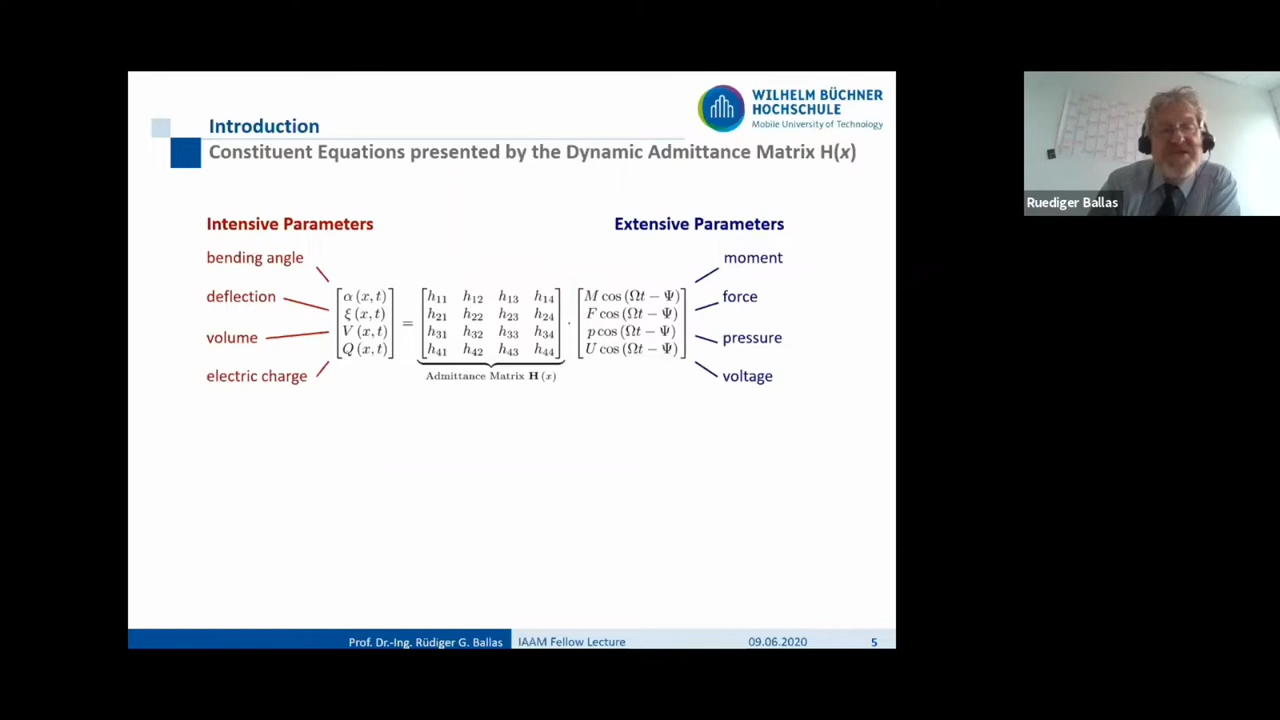 WILHELM BÜCHNER
HOCHSCHULE
Mobile University of Technology
Introduction
Constituent Equations presented by the Dynamic Admittance Matrix H(x)
Ruediger Ballas
Intensive Parameters
Extensive Parameters
bending angle
deflection
volume
electric charge
α (x, t)
ξ (x, t)
V (x, t)
Q (x, t)
=
h11 h12 h13 h14
h21 h22 h23 h24
h31 h32 h33 h34
h41 h42 h43 h44
Admittance Matrix H (x)
·
M cos (Ωt − Ψ)
F cos (Ωt − Ψ)
p cos (Ωt − Ψ)
U cos (Ωt − Ψ)
moment
force
pressure
voltage
Prof. Dr.-Ing. Rüdiger G. Ballas
IAAM Fellow Lecture
09.06.2020
5